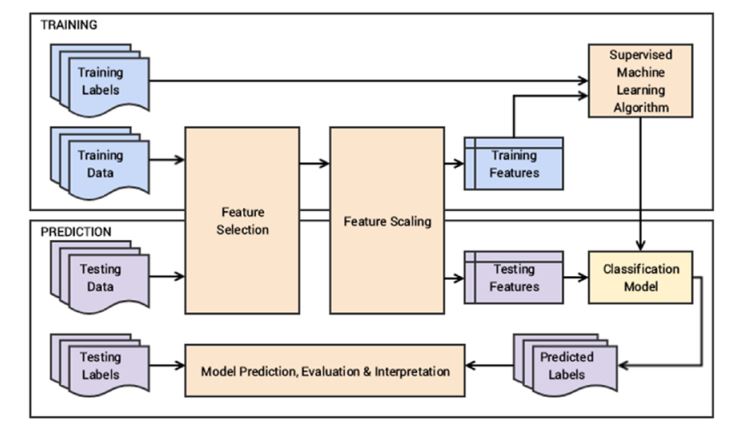 TRAINING
Training
Labels
Supervised
Machine
Learning
Algorithm
Training
Data
Feature
Selection
Feature Scaling
Training
Features
PREDICTION
Testing
Data
Testing
Features
Classification
Model
Testing
Labels
Model Prediction, Evaluation & Interpretation
Predicted
Labels